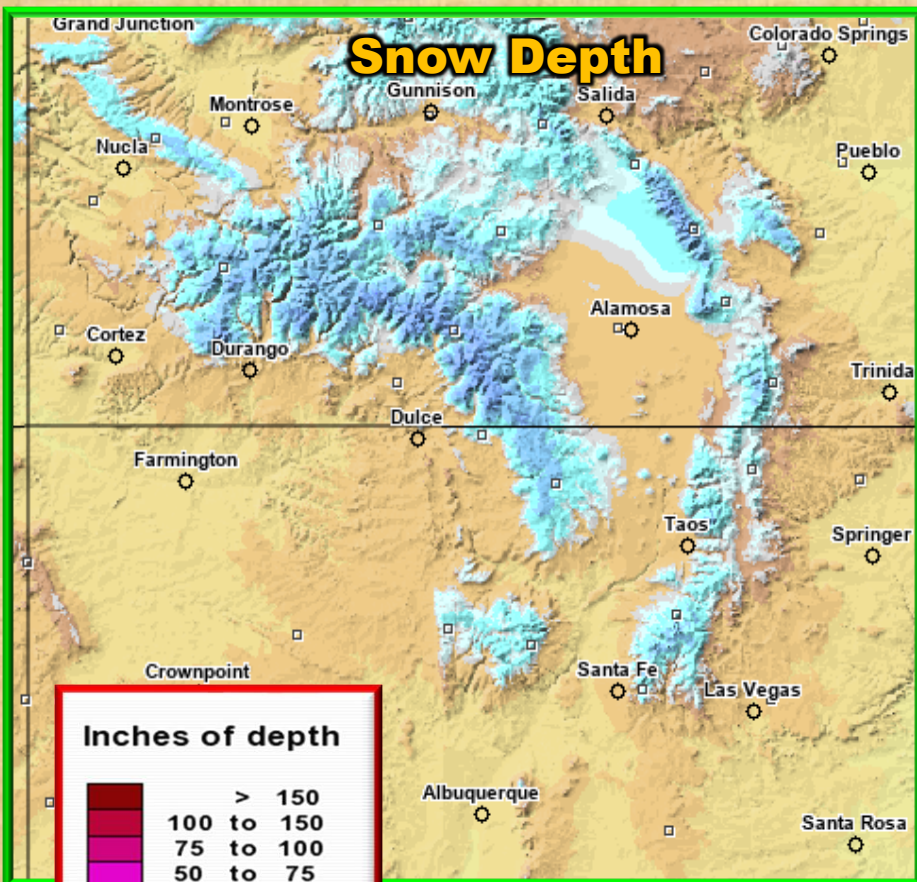 Grand Junction
Snow Depth
Colorado Springs
Gunnison
Salida
Montrose
Nucla
Pueblo
Alamosa
Cortez
Durango
Trinida
Dulce
Farmington
Taos
Springer
Crownpoint
Santa Fe
Las Vegas
Inches of depth
> 150
100 to 150
75 to 100
50 to 75
Albuquerque
Santa Rosa